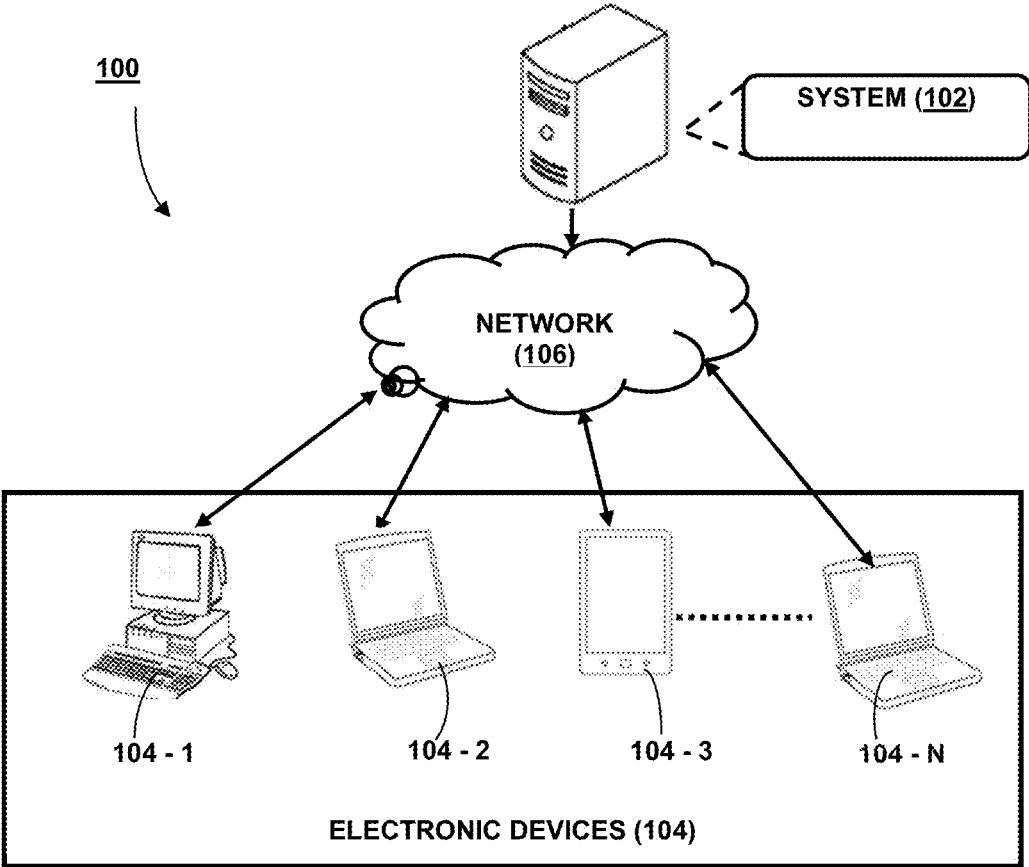 100
SYSTEM (102)
NETWORK
(106)
104 - 1
104 - 2
104 - 3
104 - N
ELECTRONIC DEVICES (104)